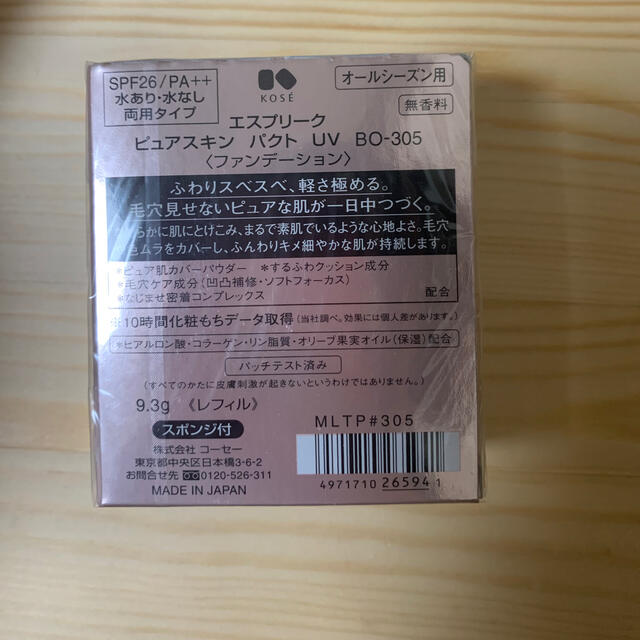 SPF26/PA++
水あり・水なし
両用タイプ
KOSÉ
オールシーズン用
無香料
エスプリーク
ピュアスキン パクト UV BO-305
〈ファンデーション〉
ふわりスベスベ、軽さ極める。
毛穴見せないピュアな肌が一日中つづく。
らかに肌にとけこみ、まるで素肌でいるような心地よさ。毛穴
色ムラをカバーし、ふんわりキメ細やかな肌が持続します。
*ピュア肌カバーパウダー *するふわクッション成分
*毛穴ケア成分(凹凸補修・ソフトフォーカス)
*なじませ密着コンプレックス
配合
※10時間化粧もちデータ取得(当社調べ。効果には個人差があります。)
*ヒアルロン酸・コラーゲン・リン脂質・オリーブ果実オイル(保湿)配合
パッチテスト済み
(すべてのかたに皮膚刺激が起きないというわけではありません。)
9.3g 《レフィル》
スポンジ付
株式会社 コーセー
東京都中央区日本橋3-6-2
お問合せ先 0120-526-311
MADE IN JAPAN
MLTP#305
4971710 265941